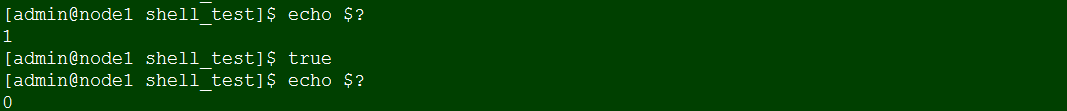 [admin@node1 shell_test]$ echo $?
1
[admin@node1 shell_test]$ true
[admin@node1 shell_test]$ echo $?
0